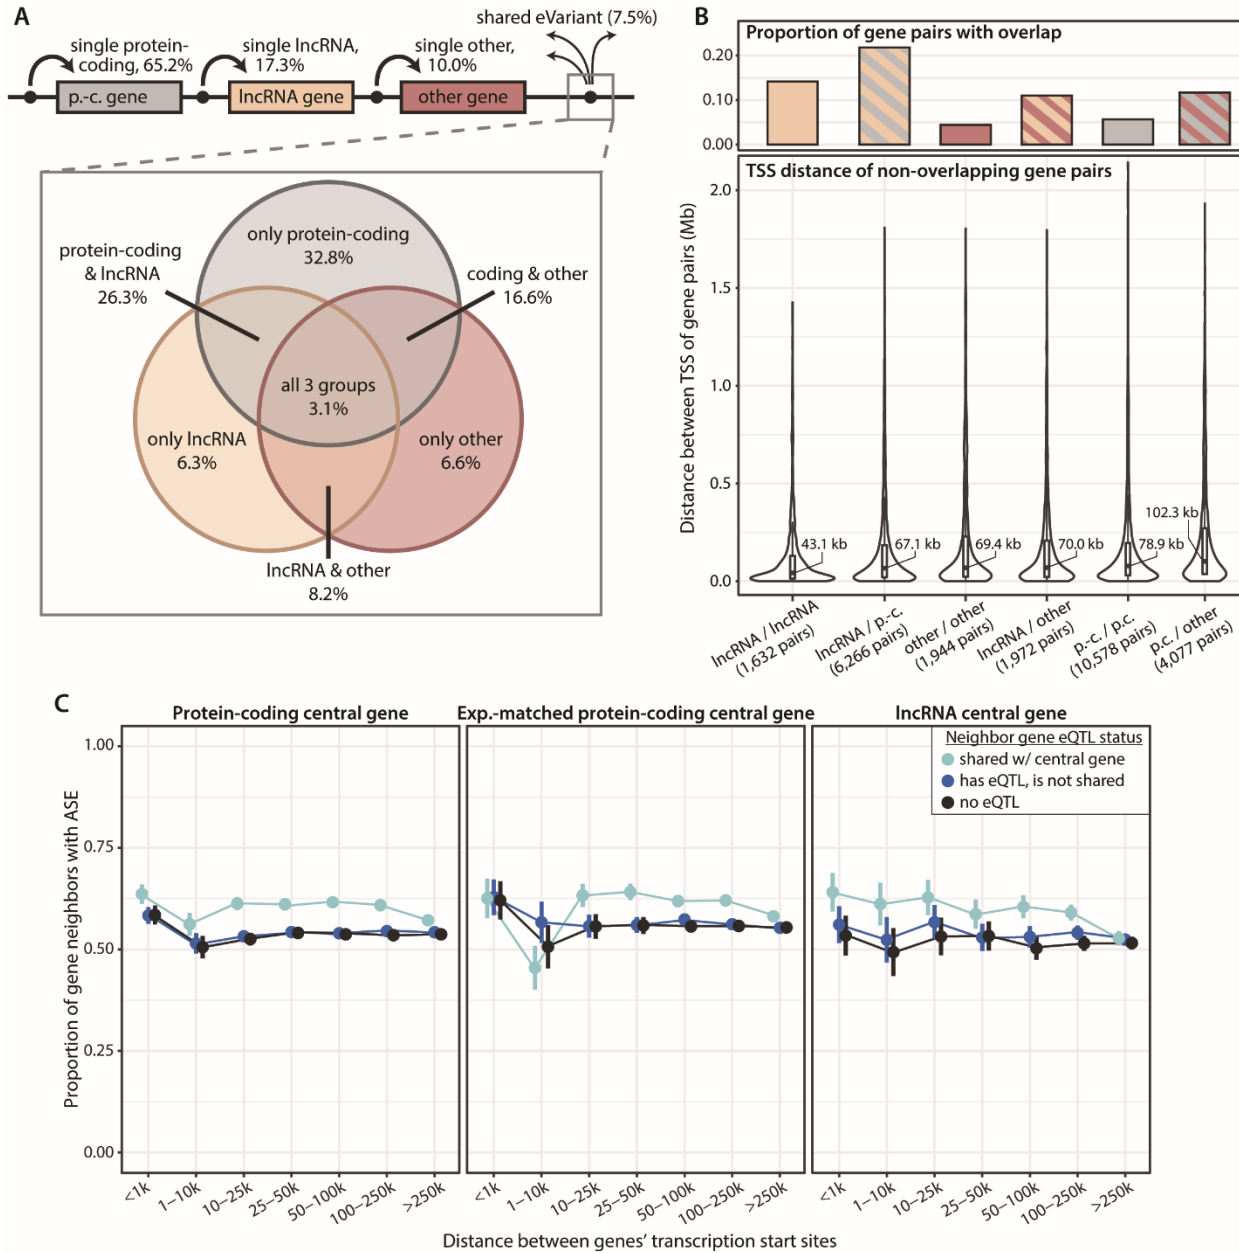 A
single protein-
coding, 65.2%
single lncRNA,
17.3%
single other,
10.0%
shared eVariant (7.5%)
p.-c. gene
lncRNA gene
other gene
only protein-coding
32.8%
protein-coding
& lncRNA
26.3%
coding & other
16.6%
all 3 groups
3.1%
only lncRNA
6.3%
only other
6.6%
lncRNA & other
8.2%
B
Proportion of gene pairs with overlap
0.20
0.10
0.00
TSS distance of non-overlapping gene pairs
Distance between TSS of gene pairs (Mb)
2.0
1.5
1.0
0.5
0.0
43.1 kb
67.1 kb
69.4 kb
70.0 kb
78.9 kb
102.3 kb
lncRNA / lncRNA
(1,632 pairs)
lncRNA / p.-c.
(6,266 pairs)
other / other
(1,944 pairs)
lncRNA / other
(1,972 pairs)
p.-c. / p.c.
(10,578 pairs)
p.c. / other
(4,077 pairs)
C
Protein-coding central gene
Exp.-matched protein-coding central gene
lncRNA central gene
Neighbor gene eQTL status
shared w/ central gene
has eQTL, is not shared
no eQTL
Proportion of gene neighbors with ASE
1.00
0.75
0.50
0.25
0.00
<1k
1–10k
10–25k
25–50k
50–100k
100–250k
>250k
<1k
1–10k
10–25k
25–50k
50–100k
100–250k
>250k
<1k
1–10k
10–25k
25–50k
50–100k
100–250k
>250k
Distance between genes' transcription start sites